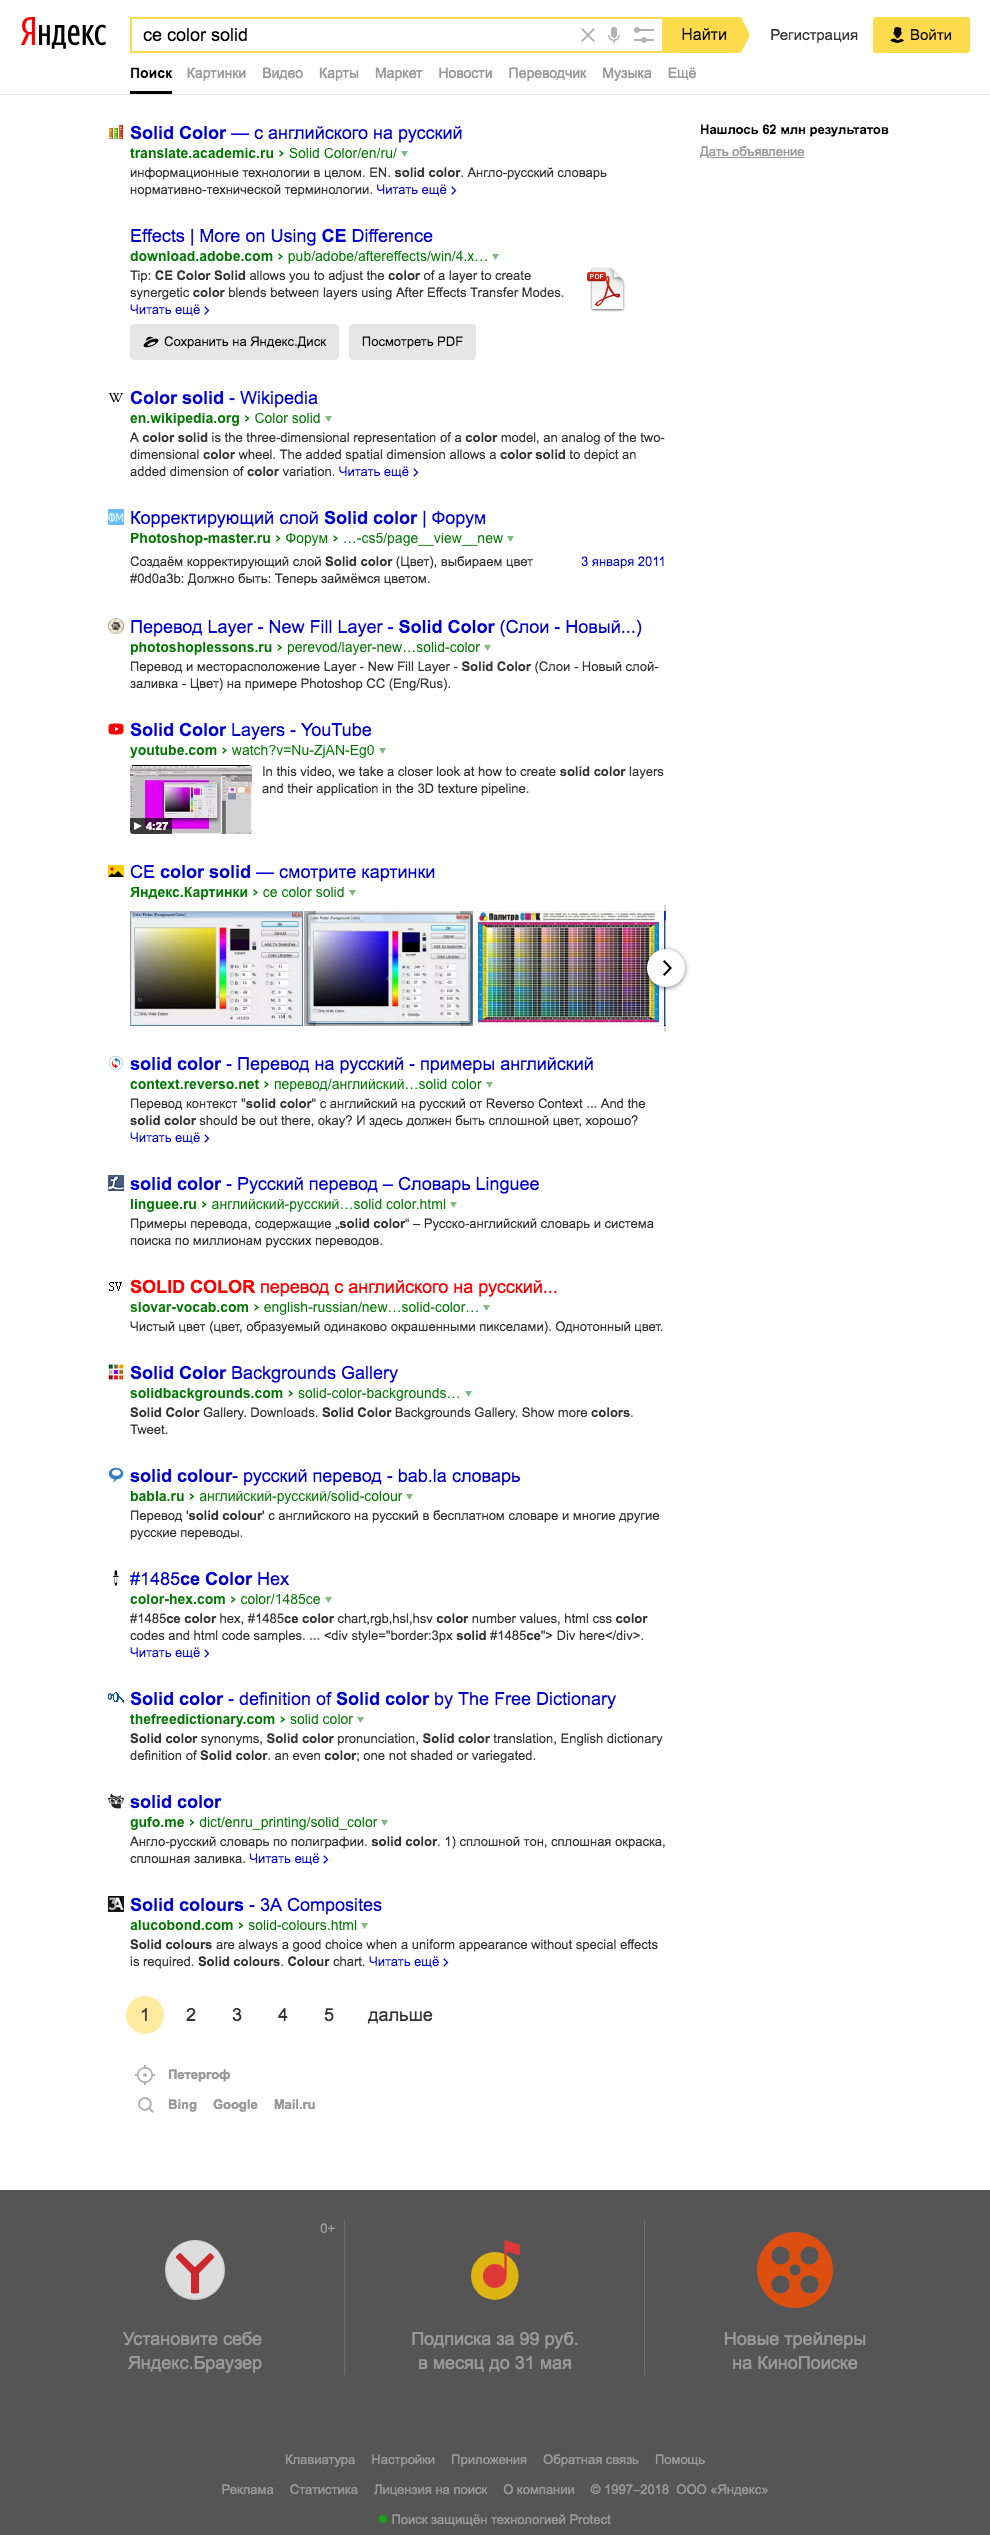 Яндекс
ce color solid
Найти
Регистрация
Войти
Поиск Картинки Видео Карты Маркет Новости Переводчик Музыка Ещё
Нашлось 62 млн результатов
Дать объявление
Solid Color — с английского на русский
translate.academic.ru › Solid Color/en/ru/
информационные технологии в целом. EN. solid color. Англо-русский словарь
нормативно-технической терминологии. Читать ещё ›
Effects | More on Using CE Difference
download.adobe.com › pub/adobe/aftereffects/win/4.x…
Tip: CE Color Solid allows you to adjust the color of a layer to create
synergetic color blends between layers using After Effects Transfer Modes.
Читать ещё ›
PDF
Сохранить на Яндекс.Диск
Посмотреть PDF
W
Color solid - Wikipedia
en.wikipedia.org › Color solid
A color solid is the three-dimensional representation of a color model, an analog of the two-
dimensional color wheel. The added spatial dimension allows a color solid to depict an
added dimension of color variation. Читать ещё ›
ФМ
Корректирующий слой Solid color | Форум
Photoshop-master.ru › Форум › …-cs5/page__view__new
Создаём корректирующий слой Solid color (Цвет), выбираем цвет
#0d0a3b: Должно быть: Теперь займёмся цветом.
3 января 2011
Перевод Layer - New Fill Layer - Solid Color (Слои - Новый...)
photoshoplessons.ru › perevod/layer-new…solid-color
Перевод и месторасположение Layer - New Fill Layer - Solid Color (Слои - Новый слой-
заливка - Цвет) на примере Photoshop CC (Eng/Rus).
Solid Color Layers - YouTube
youtube.com › watch?v=Nu-ZjAN-Eg0
In this video, we take a closer look at how to create solid color layers
and their application in the 3D texture pipeline.
4:27
CE color solid — смотрите картинки
Яндекс.Картинки › ce color solid
Палитра CMYK
solid color - Перевод на русский - примеры английский
context.reverso.net › перевод/английский…solid color
Перевод контекст "solid color" c английский на русский от Reverso Context ... And the
solid color should be out there, okay? И здесь должен быть сплошной цвет, хорошо?
Читать ещё ›
solid color - Русский перевод – Словарь Linguee
linguee.ru › английский-русский…solid color.html
Примеры перевода, содержащие „solid color“ – Русско-английский словарь и система
поиска по миллионам русских переводов.
SV
SOLID COLOR перевод с английского на русский...
slovar-vocab.com › english-russian/new…solid-color…
Чистый цвет (цвет, образуемый одинаково окрашенными пикселами). Однотонный цвет.
Solid Color Backgrounds Gallery
solidbackgrounds.com › solid-color-backgrounds…
Solid Color Gallery. Downloads. Solid Color Backgrounds Gallery. Show more colors.
Tweet.
solid colour- русский перевод - bab.la словарь
babla.ru › английский-русский/solid-colour
Перевод 'solid colour' с английского на русский в бесплатном словаре и многие другие
русские переводы.
#1485ce Color Hex
color-hex.com › color/1485ce
#1485ce color hex, #1485ce color chart,rgb,hsl,hsv color number values, html css color
codes and html code samples. ... <div style="border:3px solid #1485ce"> Div here</div>.
Читать ещё ›
Solid color - definition of Solid color by The Free Dictionary
thefreedictionary.com › solid color
Solid color synonyms, Solid color pronunciation, Solid color translation, English dictionary
definition of Solid color. an even color; one not shaded or variegated.
solid color
gufo.me › dict/enru_printing/solid_color
Англо-русский словарь по полиграфии. solid color. 1) сплошной тон, сплошная окраска,
сплошная заливка. Читать ещё ›
3A
Solid colours - 3A Composites
alucobond.com › solid-colours.html
Solid colours are always a good choice when a uniform appearance without special effects
is required. Solid colours. Colour chart. Читать ещё ›
1 2 3 4 5 дальше
Петергоф
Bing Google Mail.ru
0+
Установите себе
Яндекс.Браузер
Подписка за 99 руб.
в месяц до 31 мая
Новые трейлеры
на КиноПоиске
Клавиатура Настройки Приложения Обратная связь Помощь
Реклама Статистика Лицензия на поиск О компании © 1997–2018 ООО «Яндекс»
Поиск защищён технологией Protect